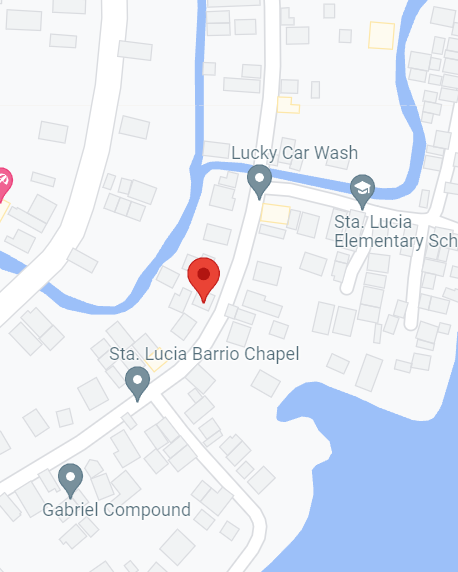 Lucky Car Wash
Sta. Lucia
Elementary Sch
Sta. Lucia Barrio Chapel
Gabriel Compound